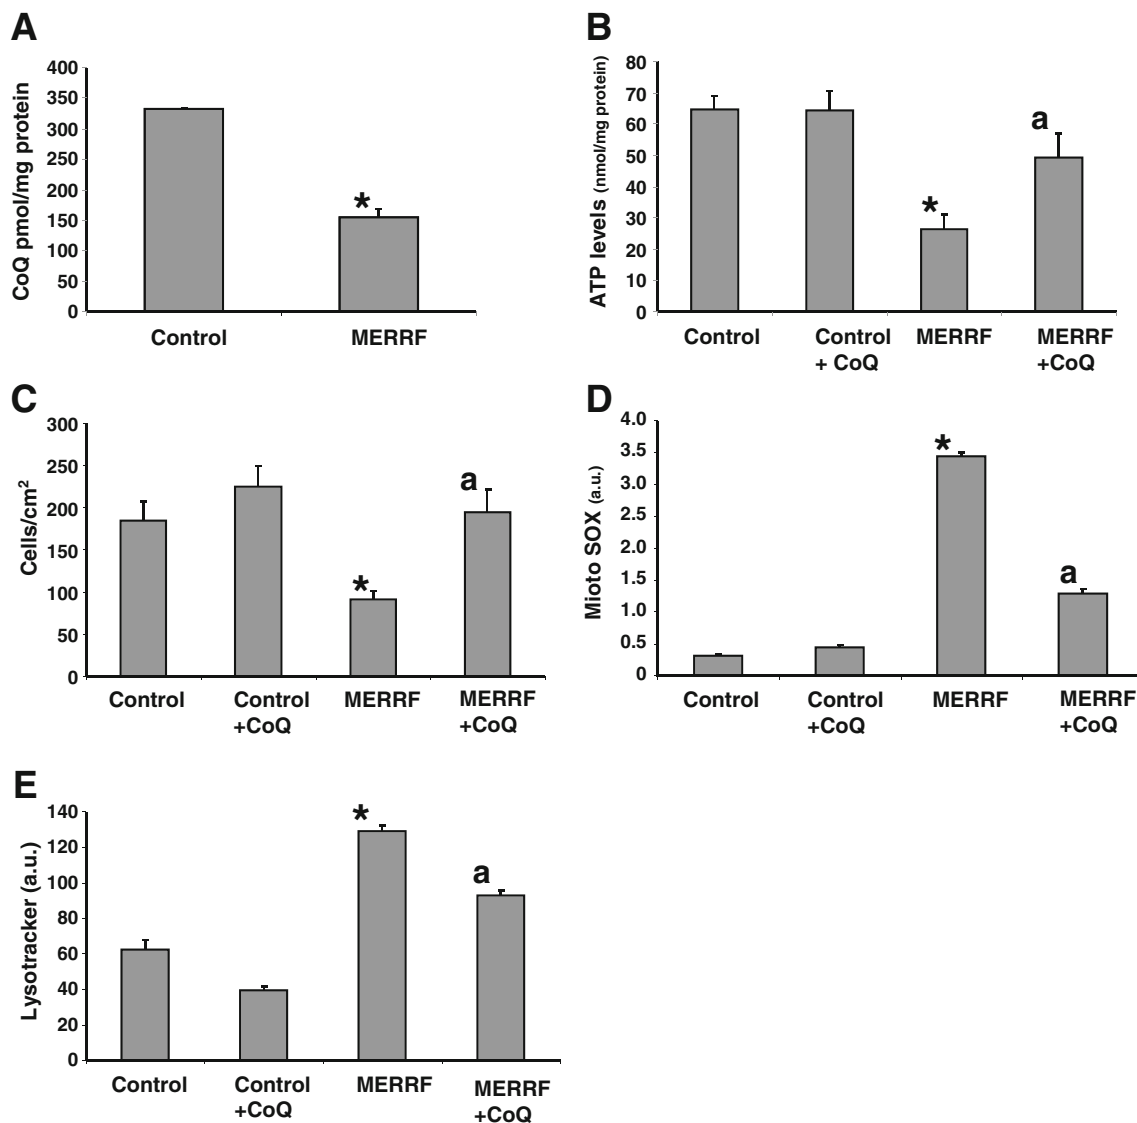 A
CoQ pmol/mg protein
400
350
300
250
200
150
100
50
0
*
Control
MERRF
B
ATP levels (nmol/mg protein)
80
70
60
50
40
30
20
10
0
*
a
Control
Control
+ CoQ
MERRF
MERRF
+CoQ
C
Cells/cm²
300
250
200
150
100
50
0
*
a
Control
Control
+CoQ
MERRF
MERRF
+CoQ
D
Mioto SOX (a.u.)
4.0
3.5
3.0
2.5
2.0
1.5
1.0
0.5
0
*
a
Control
Control
+CoQ
MERRF
MERRF
+CoQ
E
Lysotracker (a.u.)
140
120
100
80
60
40
20
0
*
a
Control
Control
+CoQ
MERRF
MERRF
+CoQ